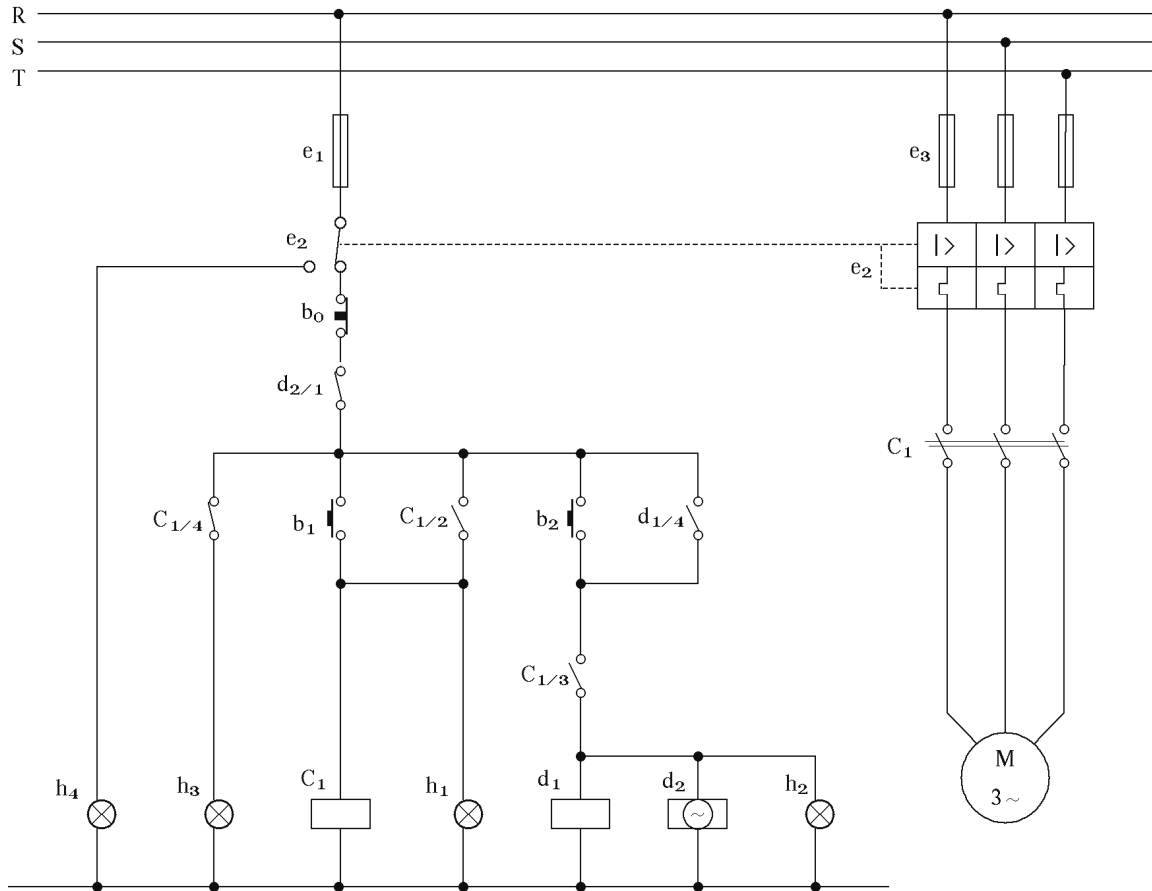 R
S
T
e₁
e₃
e₂
I> I> I>
e₂
b₀
d₂/₁
C₁
C₁/₄
b₁
C₁/₂
b₂
d₁/₄
C₁/₃
M
3~
h₄
h₃
C₁
h₁
d₁
d₂
h₂
~